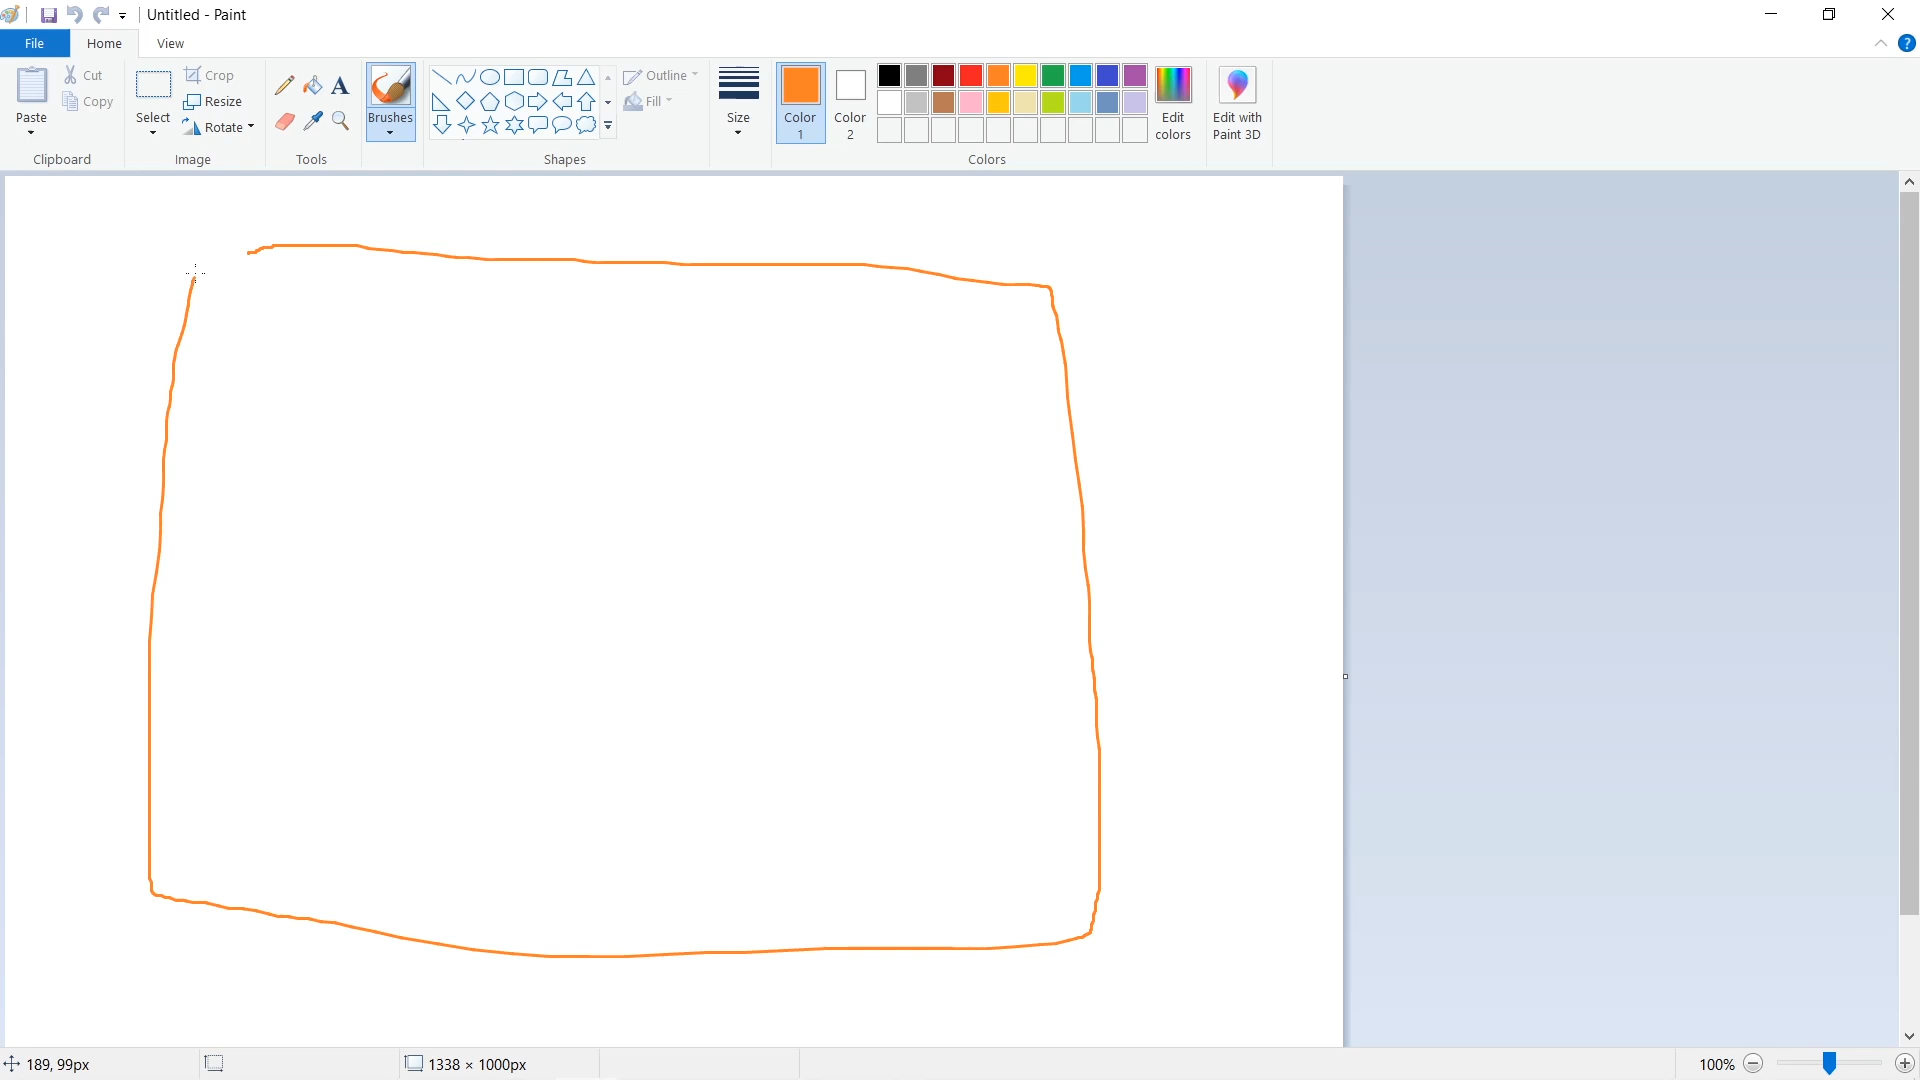 Untitled - Paint
File Home View
Paste
Cut
Copy
Clipboard
Select
Crop
Resize
Rotate
Image
A
Tools
Brushes
Shapes
Outline
Fill
Size
Color 1
Color 2
Edit colors
Colors
Edit with Paint 3D
?
189, 99px
1338 × 1000px
100%